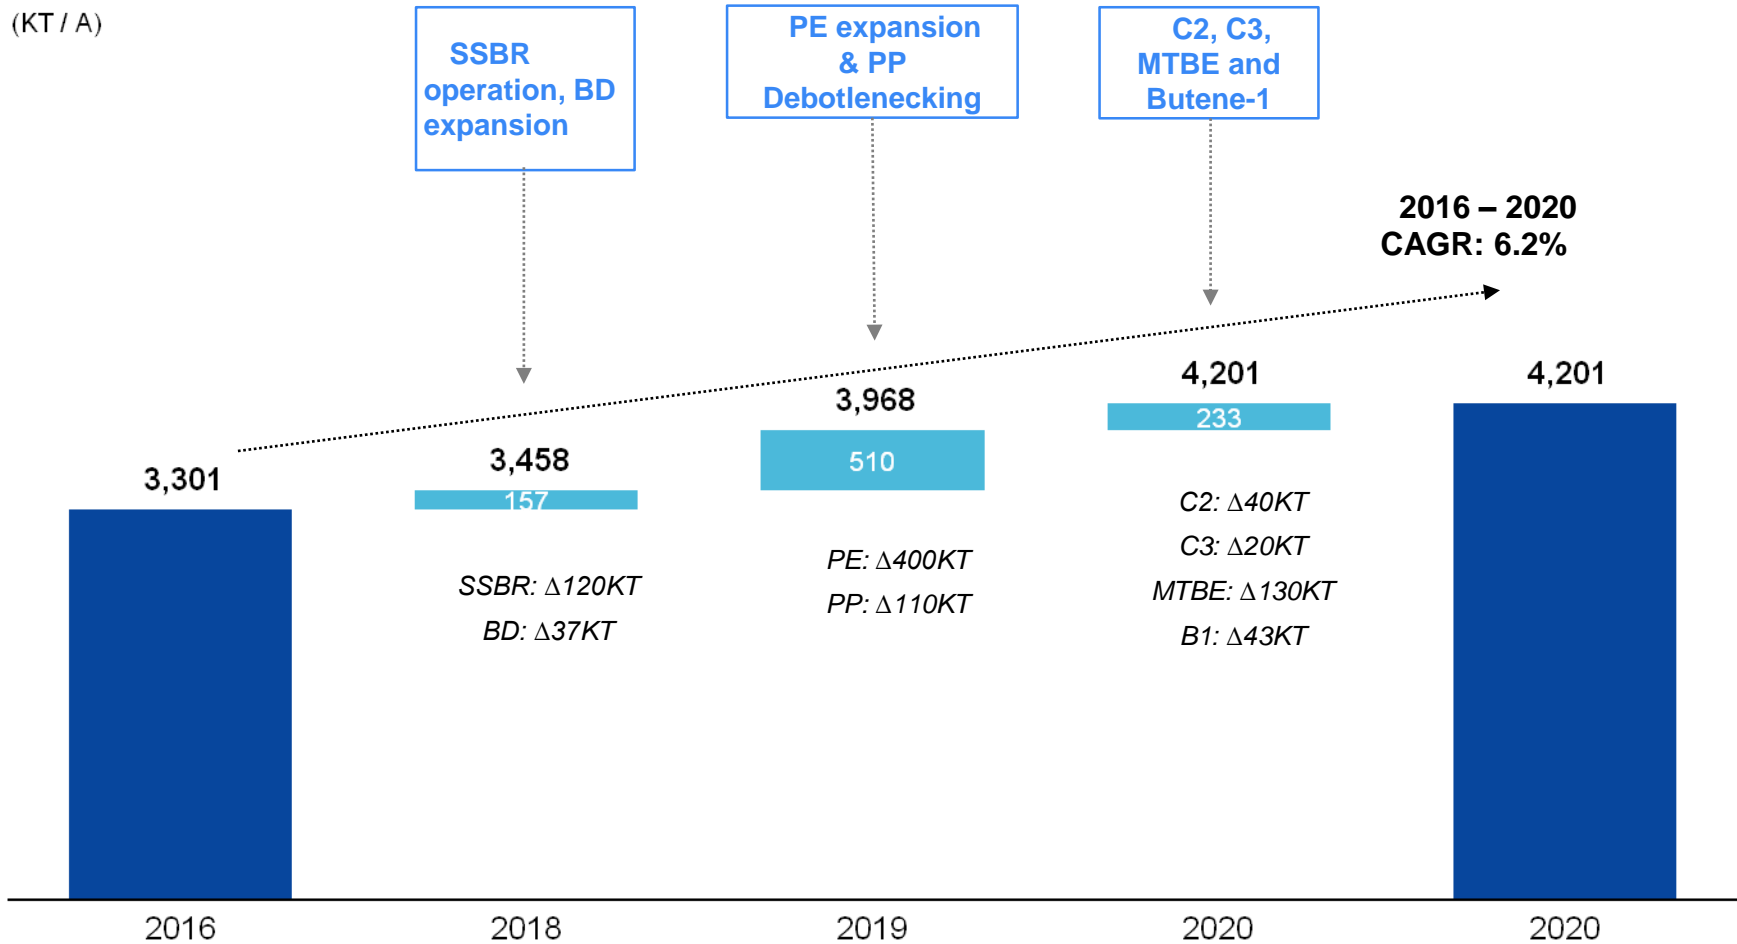 (KT / A)
SSBR
operation, BD
expansion
PE expansion
& PP
Debotlenecking
C2, C3,
MTBE and
Butene-1
2016 – 2020
CAGR: 6.2%
3,301
3,458
157
3,968
510
4,201
233
4,201
SSBR: Δ120KT
BD: Δ37KT
PE: Δ400KT
PP: Δ110KT
C2: Δ40KT
C3: Δ20KT
MTBE: Δ130KT
B1: Δ43KT
2016
2018
2019
2020
2020